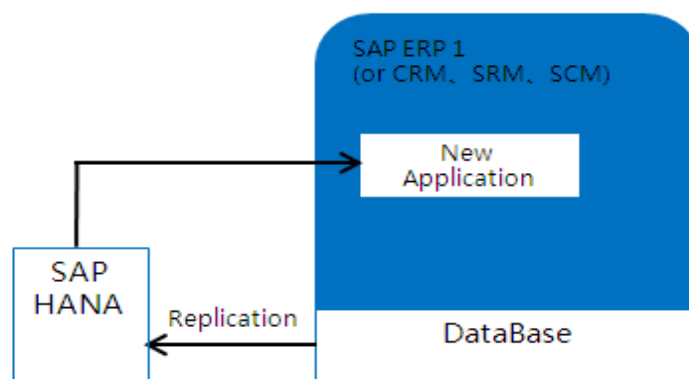 SAP ERP 1
(or CRM、SRM、SCM)
New
Application
SAP
HANA
Replication
DataBase